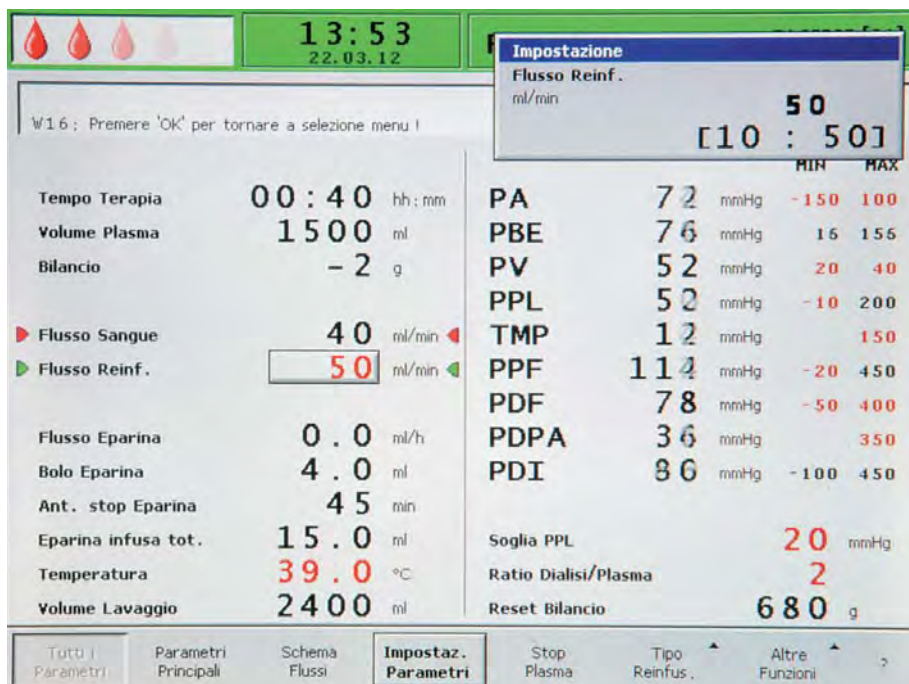 13:53
22.03.12
Impostazione
Flusso Reinf.
ml/min
50
[10 : 50]
W16: Premere 'OK' per tornare a selezione menu !
MIN MAX
Tempo Terapia 00:40 hh:mm
Volume Plasma 1500 ml
Bilancio -2 g
Flusso Sangue 40 ml/min
Flusso Reinf. 50 ml/min
Flusso Eparina 0.0 ml/h
Bolo Eparina 4.0 ml
Ant. stop Eparina 45 min
Eparina infusa tot. 15.0 ml
Temperatura 39.0 °C
Volume Lavaggio 2400 ml
PA 72 mmHg -150 100
PBE 76 mmHg 16 156
PV 52 mmHg 20 40
PPL 52 mmHg -10 200
TMP 12 mmHg 150
PPF 114 mmHg -20 450
PDF 78 mmHg -50 400
PDPA 36 mmHg 350
PDI 86 mmHg -100 450
Soglia PPL 20 mmHg
Ratio Dialisi/Plasma 2
Reset Bilancio 680 g
Tutti i Parametri
Parametri Principali
Schema Flussi
Impostaz. Parametri
Stop Plasma
Tipo Reinfus.
Altre Funzioni
?